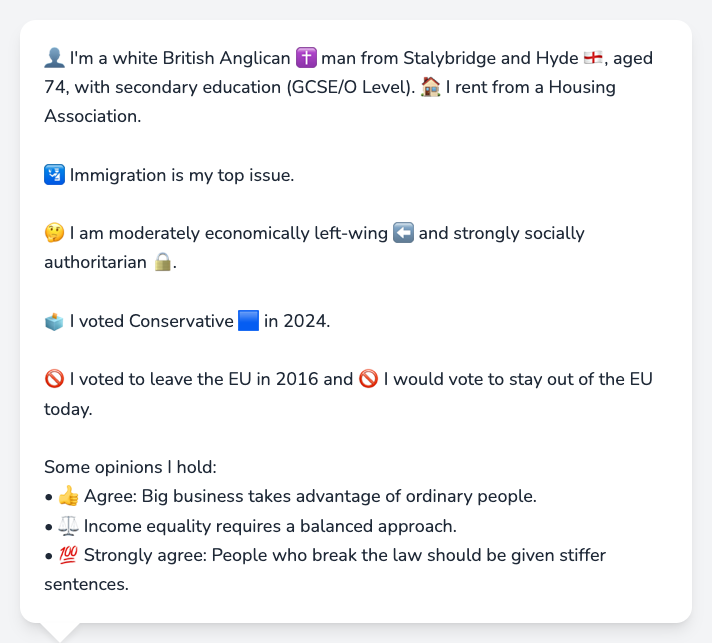 👤 I'm a white British Anglican ✝️ man from Stalybridge and Hyde 🏴󠁧󠁢󠁥󠁮󠁧󠁿, aged
74, with secondary education (GCSE/O Level). 🏠 I rent from a Housing
Association.
🛂 Immigration is my top issue.
🤔 I am moderately economically left-wing ⬅️ and strongly socially
authoritarian 🔒.
🗳️ I voted Conservative 🟦 in 2024.
🚫 I voted to leave the EU in 2016 and 🚫 I would vote to stay out of the EU
today.
Some opinions I hold:
• 👍 Agree: Big business takes advantage of ordinary people.
• ⚖️ Income equality requires a balanced approach.
• 💯 Strongly agree: People who break the law should be given stiffer
sentences.